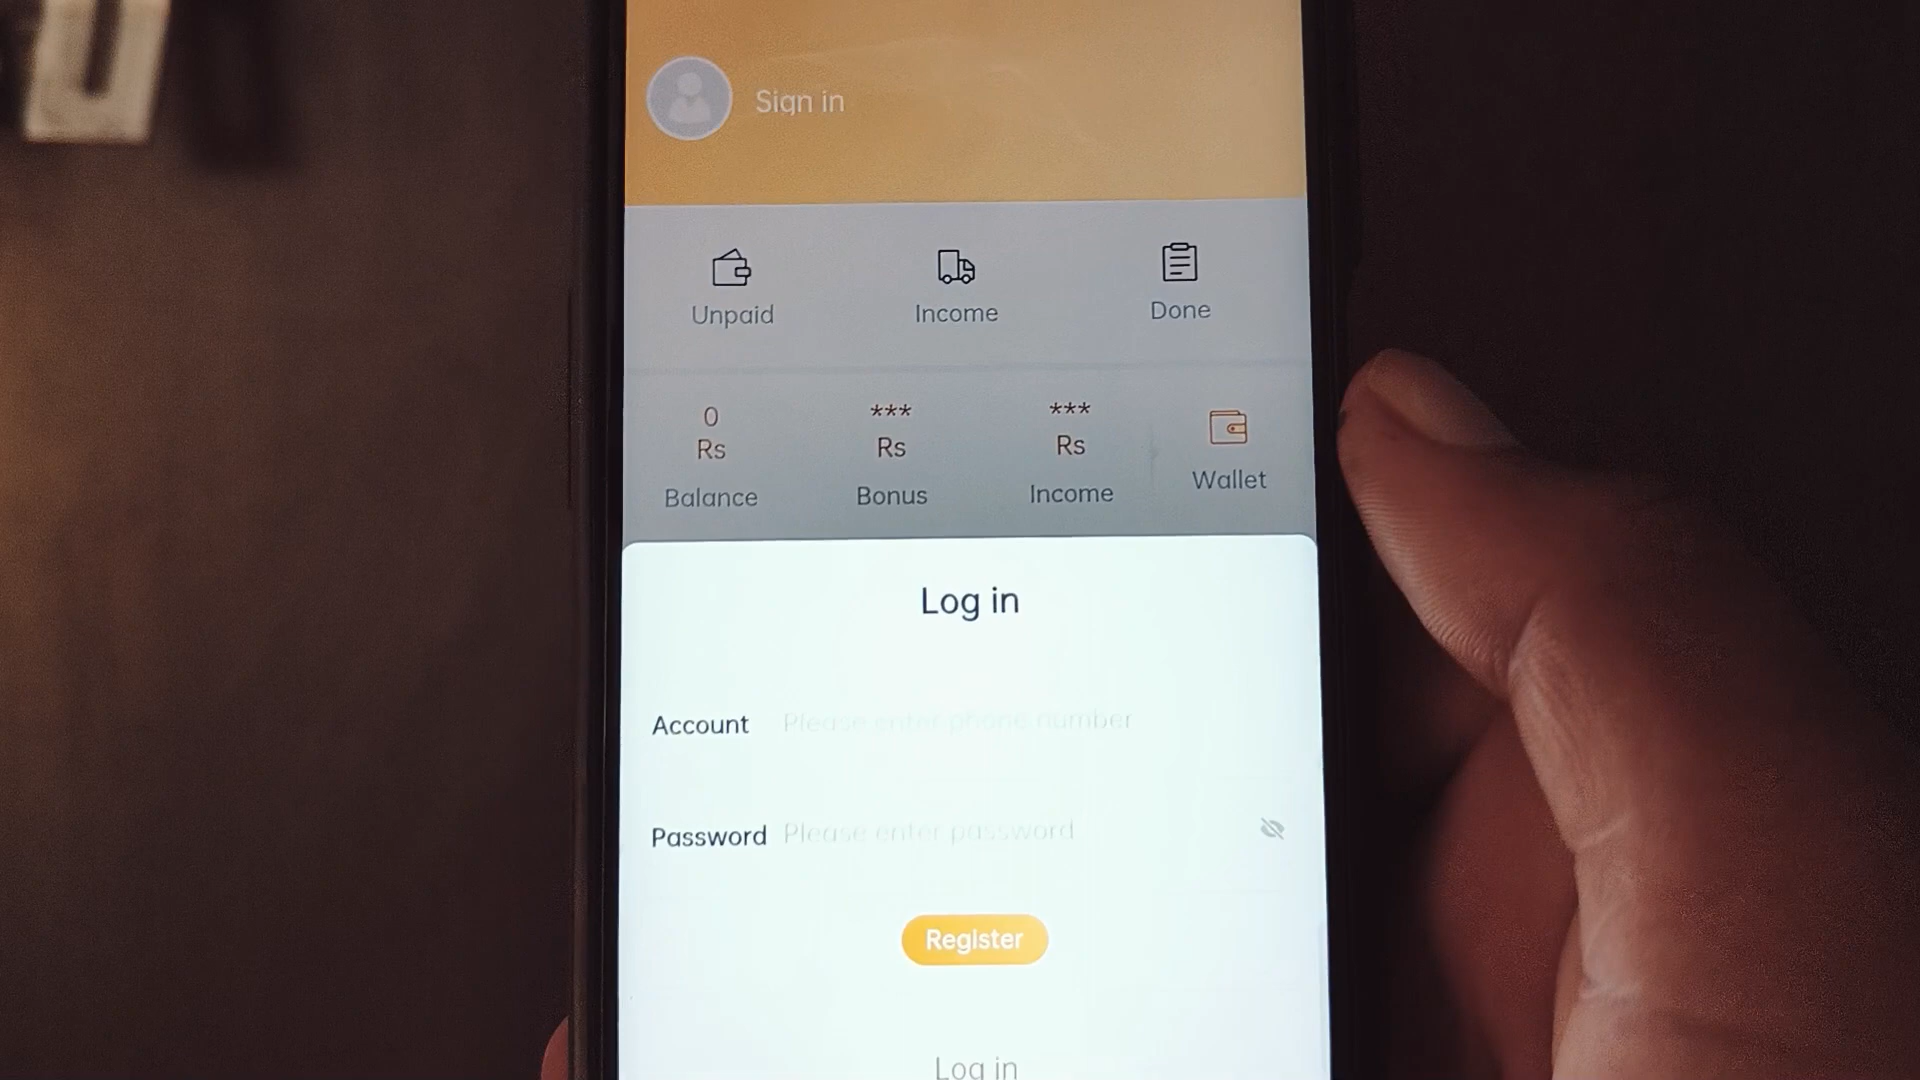 Sign in
Unpaid Income Done
0 *** ***
Rs Rs Rs
Balance Bonus Income Wallet
Log in
Account Please enter phone number
Password Please enter password
Register
Log in